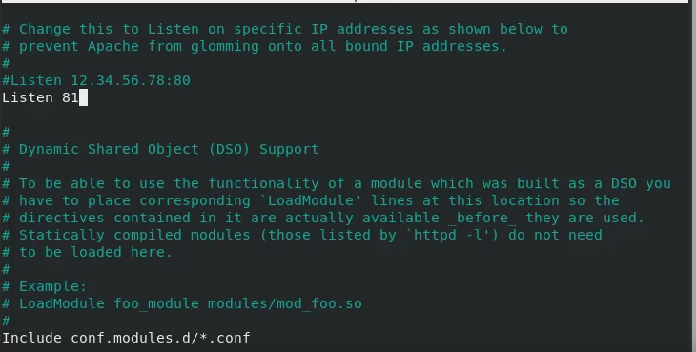 # Change this to Listen on specific IP addresses as shown below to
# prevent Apache from glomming onto all bound IP addresses.
#
#Listen 12.34.56.78:80
Listen 81
#
# Dynamic Shared Object (DSO) Support
#
# To be able to use the functionality of a module which was built as a DSO you
# have to place corresponding `LoadModule' lines at this location so the
# directives contained in it are actually available _before_ they are used.
# Statically compiled modules (those listed by `httpd -l') do not need
# to be loaded here.
#
# Example:
# LoadModule foo_module modules/mod_foo.so
#
Include conf.modules.d/*.conf